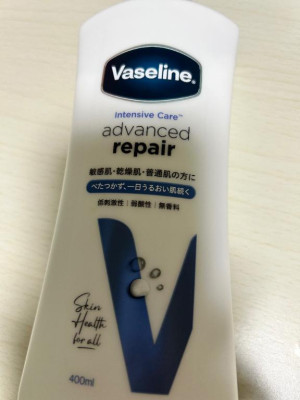 Vaseline®
Intensive Care™
advanced
repair
敏感肌・乾燥肌・普通肌の方に
べたつかず、一日うるおい肌続く
低刺激性｜弱酸性｜無香料
Skin
Health
for all
400ml